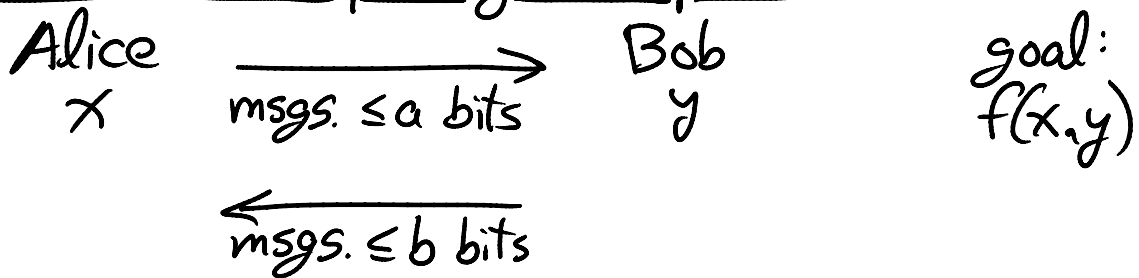 Alice Bob goal:
x msgs. ≤ a bits y f(x,y)
msgs. ≤ b bits